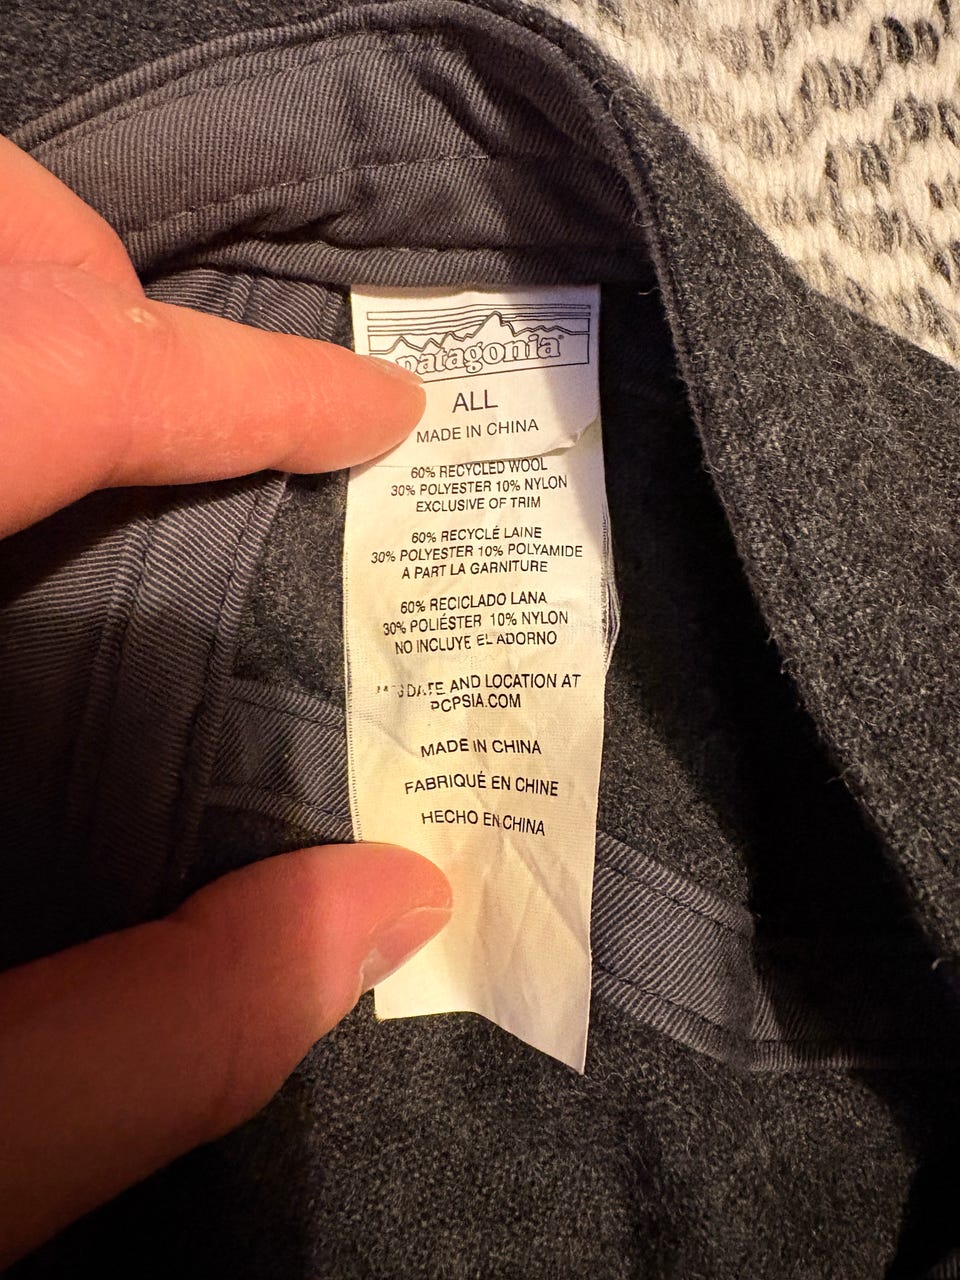 patagonia
ALL
MADE IN CHINA
60% RECYCLED WOOL
30% POLYESTER 10% NYLON
EXCLUSIVE OF TRIM
60% RECYCLÉ LAINE
30% POLYESTER 10% POLYAMIDE
A PART LA GARNITURE
60% RECICLADO LANA
30% POLIÉSTER 10% NYLON
NO INCLUYE EL ADORNO
DATE AND LOCATION AT
PCPSIA.COM
MADE IN CHINA
FABRIQUÉ EN CHINE
HECHO EN CHINA